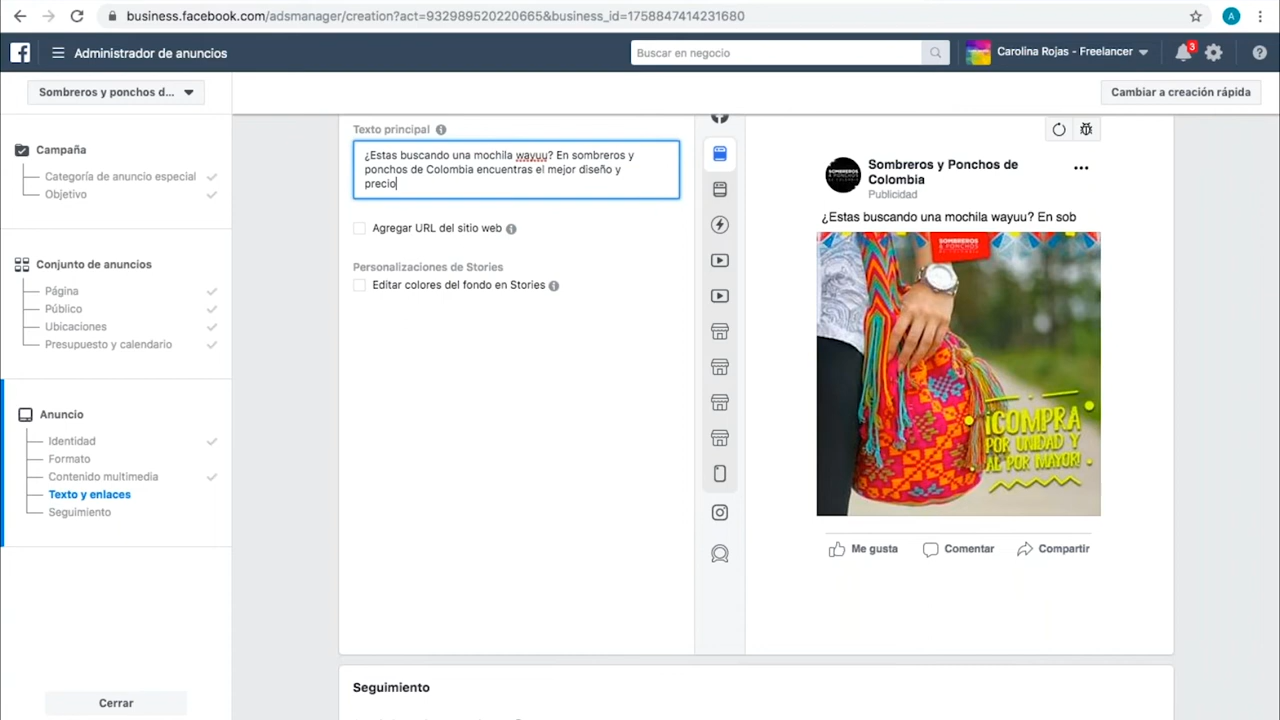 business.facebook.com/adsmanager/creation?act=932989520220665&business_id=1758847414231680
A
Administrador de anuncios
Buscar en negocio
Carolina Rojas - Freelancer
3
Sombreros y ponchos d...
Cambiar a creación rápida
Campaña
Categoría de anuncio especial
Objetivo
Conjunto de anuncios
Página
Público
Ubicaciones
Presupuesto y calendario
Anuncio
Identidad
Formato
Contenido multimedia
Texto y enlaces
Seguimiento
Cerrar
Texto principal
¿Estas buscando una mochila wayuu? En sombreros y
ponchos de Colombia encuentras el mejor diseño y
precio
Agregar URL del sitio web
Personalizaciones de Stories
Editar colores del fondo en Stories
Seguimiento
Sombreros y Ponchos de
Colombia
Publicidad
¿Estas buscando una mochila wayuu? En sob
SOMBREROS
& PONCHOS
DE COLOMBIA
¡COMPRA
POR UNIDAD Y
AL POR MAYOR!
Me gusta
Comentar
Compartir